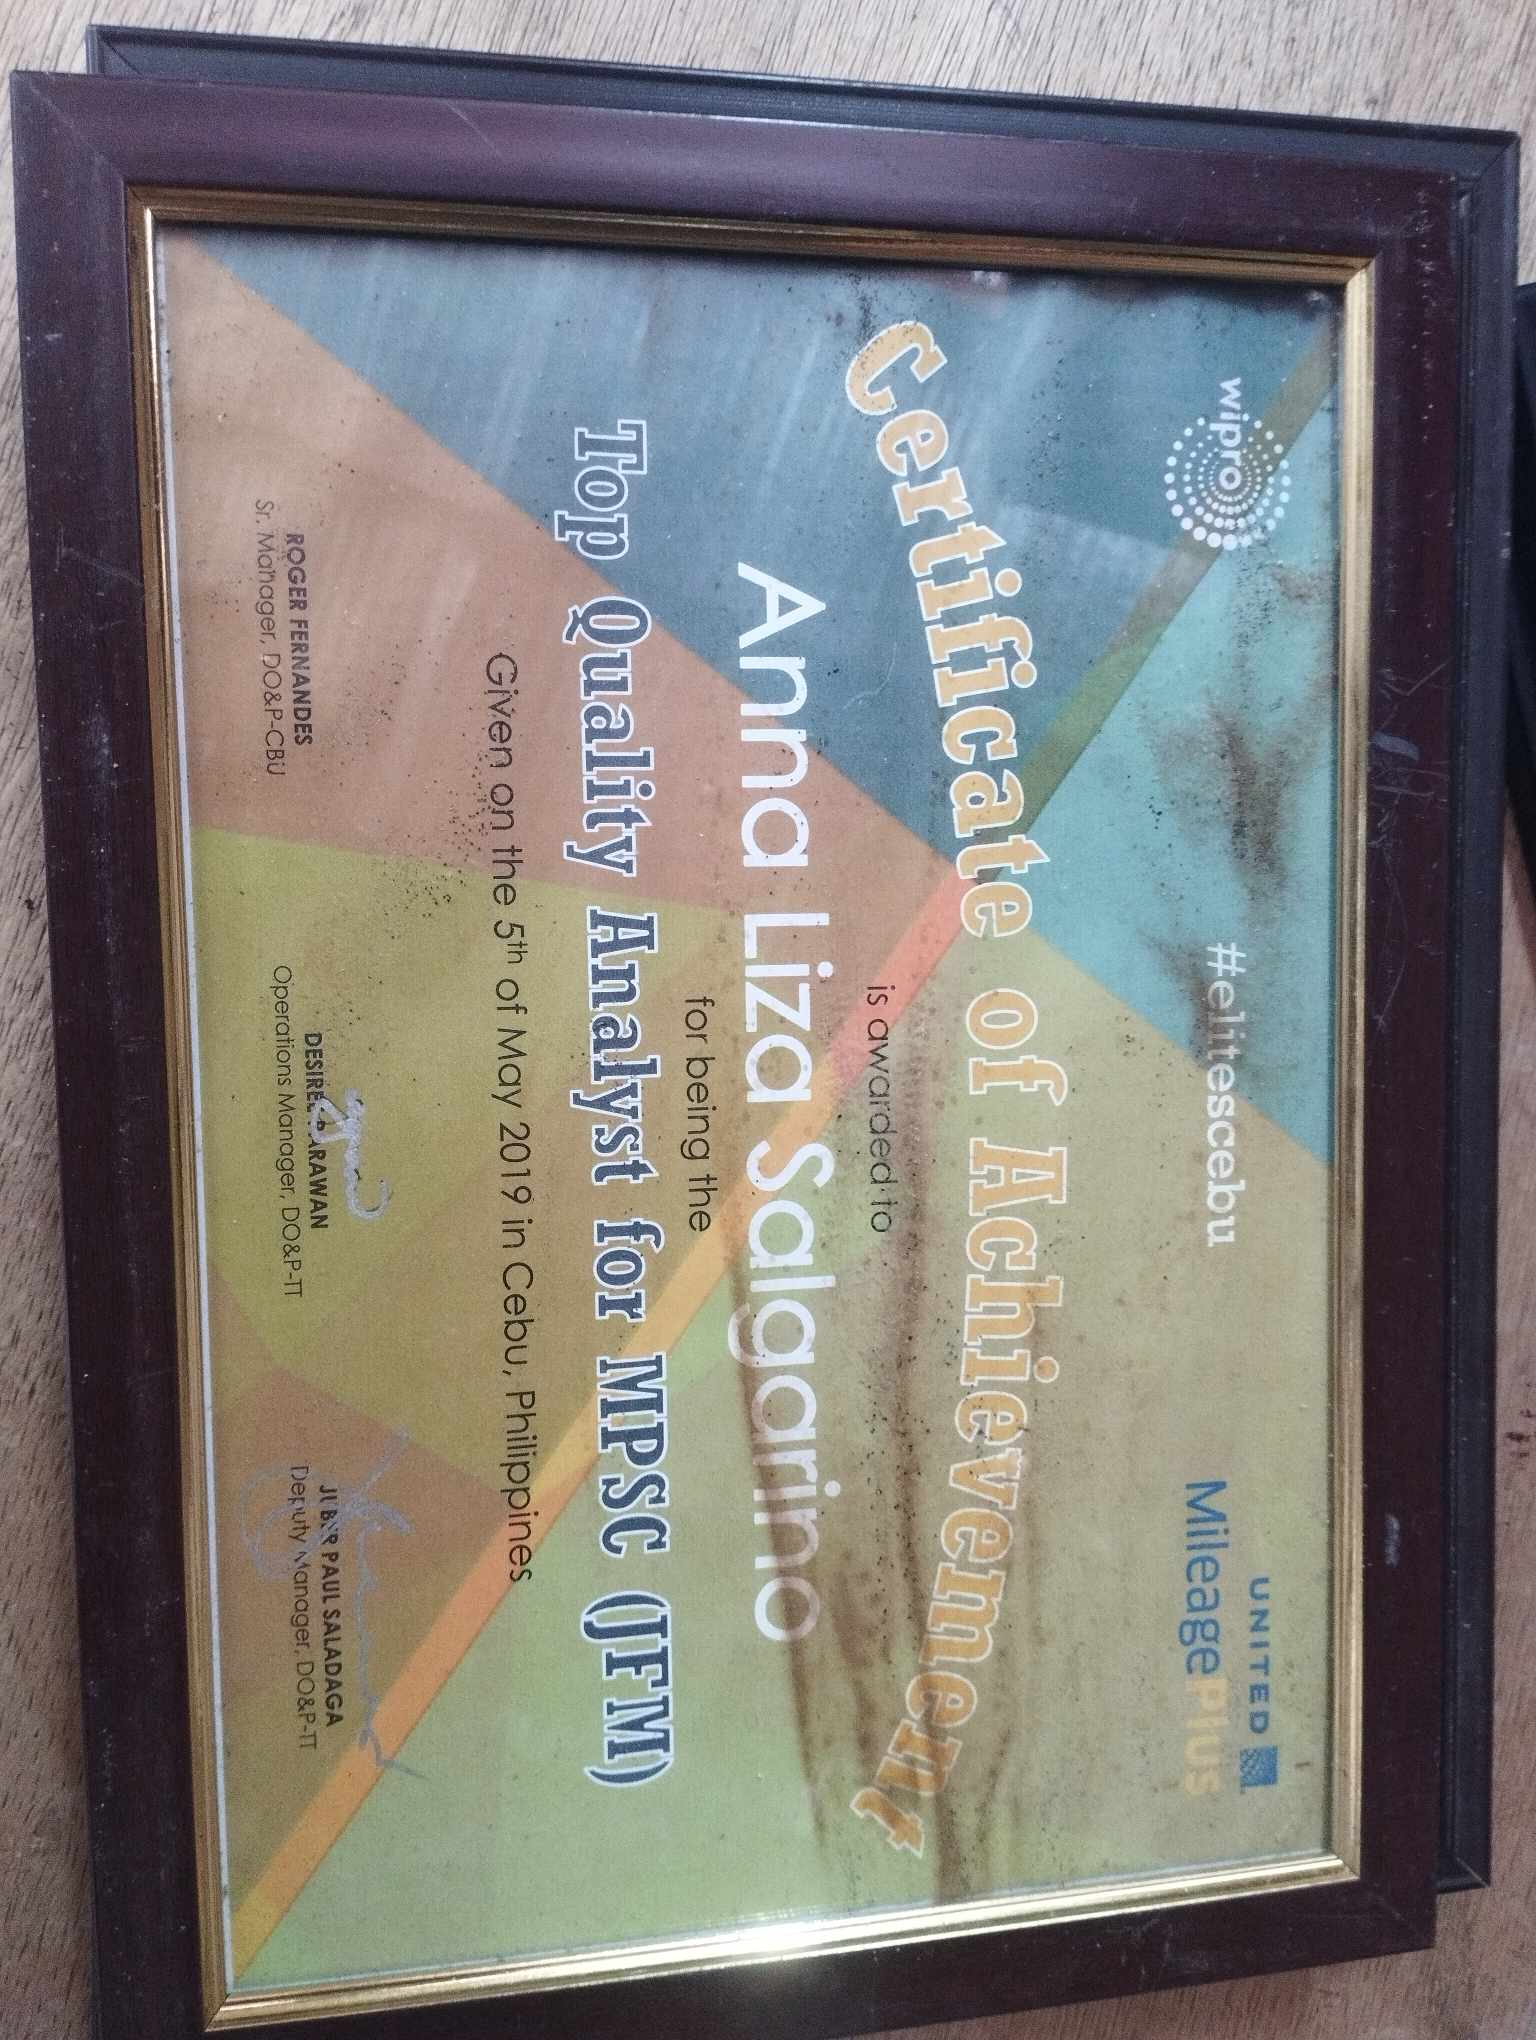 wipro
#elitescebu
UNITED
MileagePlus
Certificate of Achievement
is awarded to
Anna Liza Salgarino
for being the
Top Quality Analyst for MPSC (JFM)
Given on the 5th of May 2019 in Cebu, Philippines
ROGER FERNANDES
Sr. Manager, DO&P-CBU
DESIREE
Operations Manager, DO&P-TT
PAUL SALADAGA
Deputy Manager, DO&P-TT